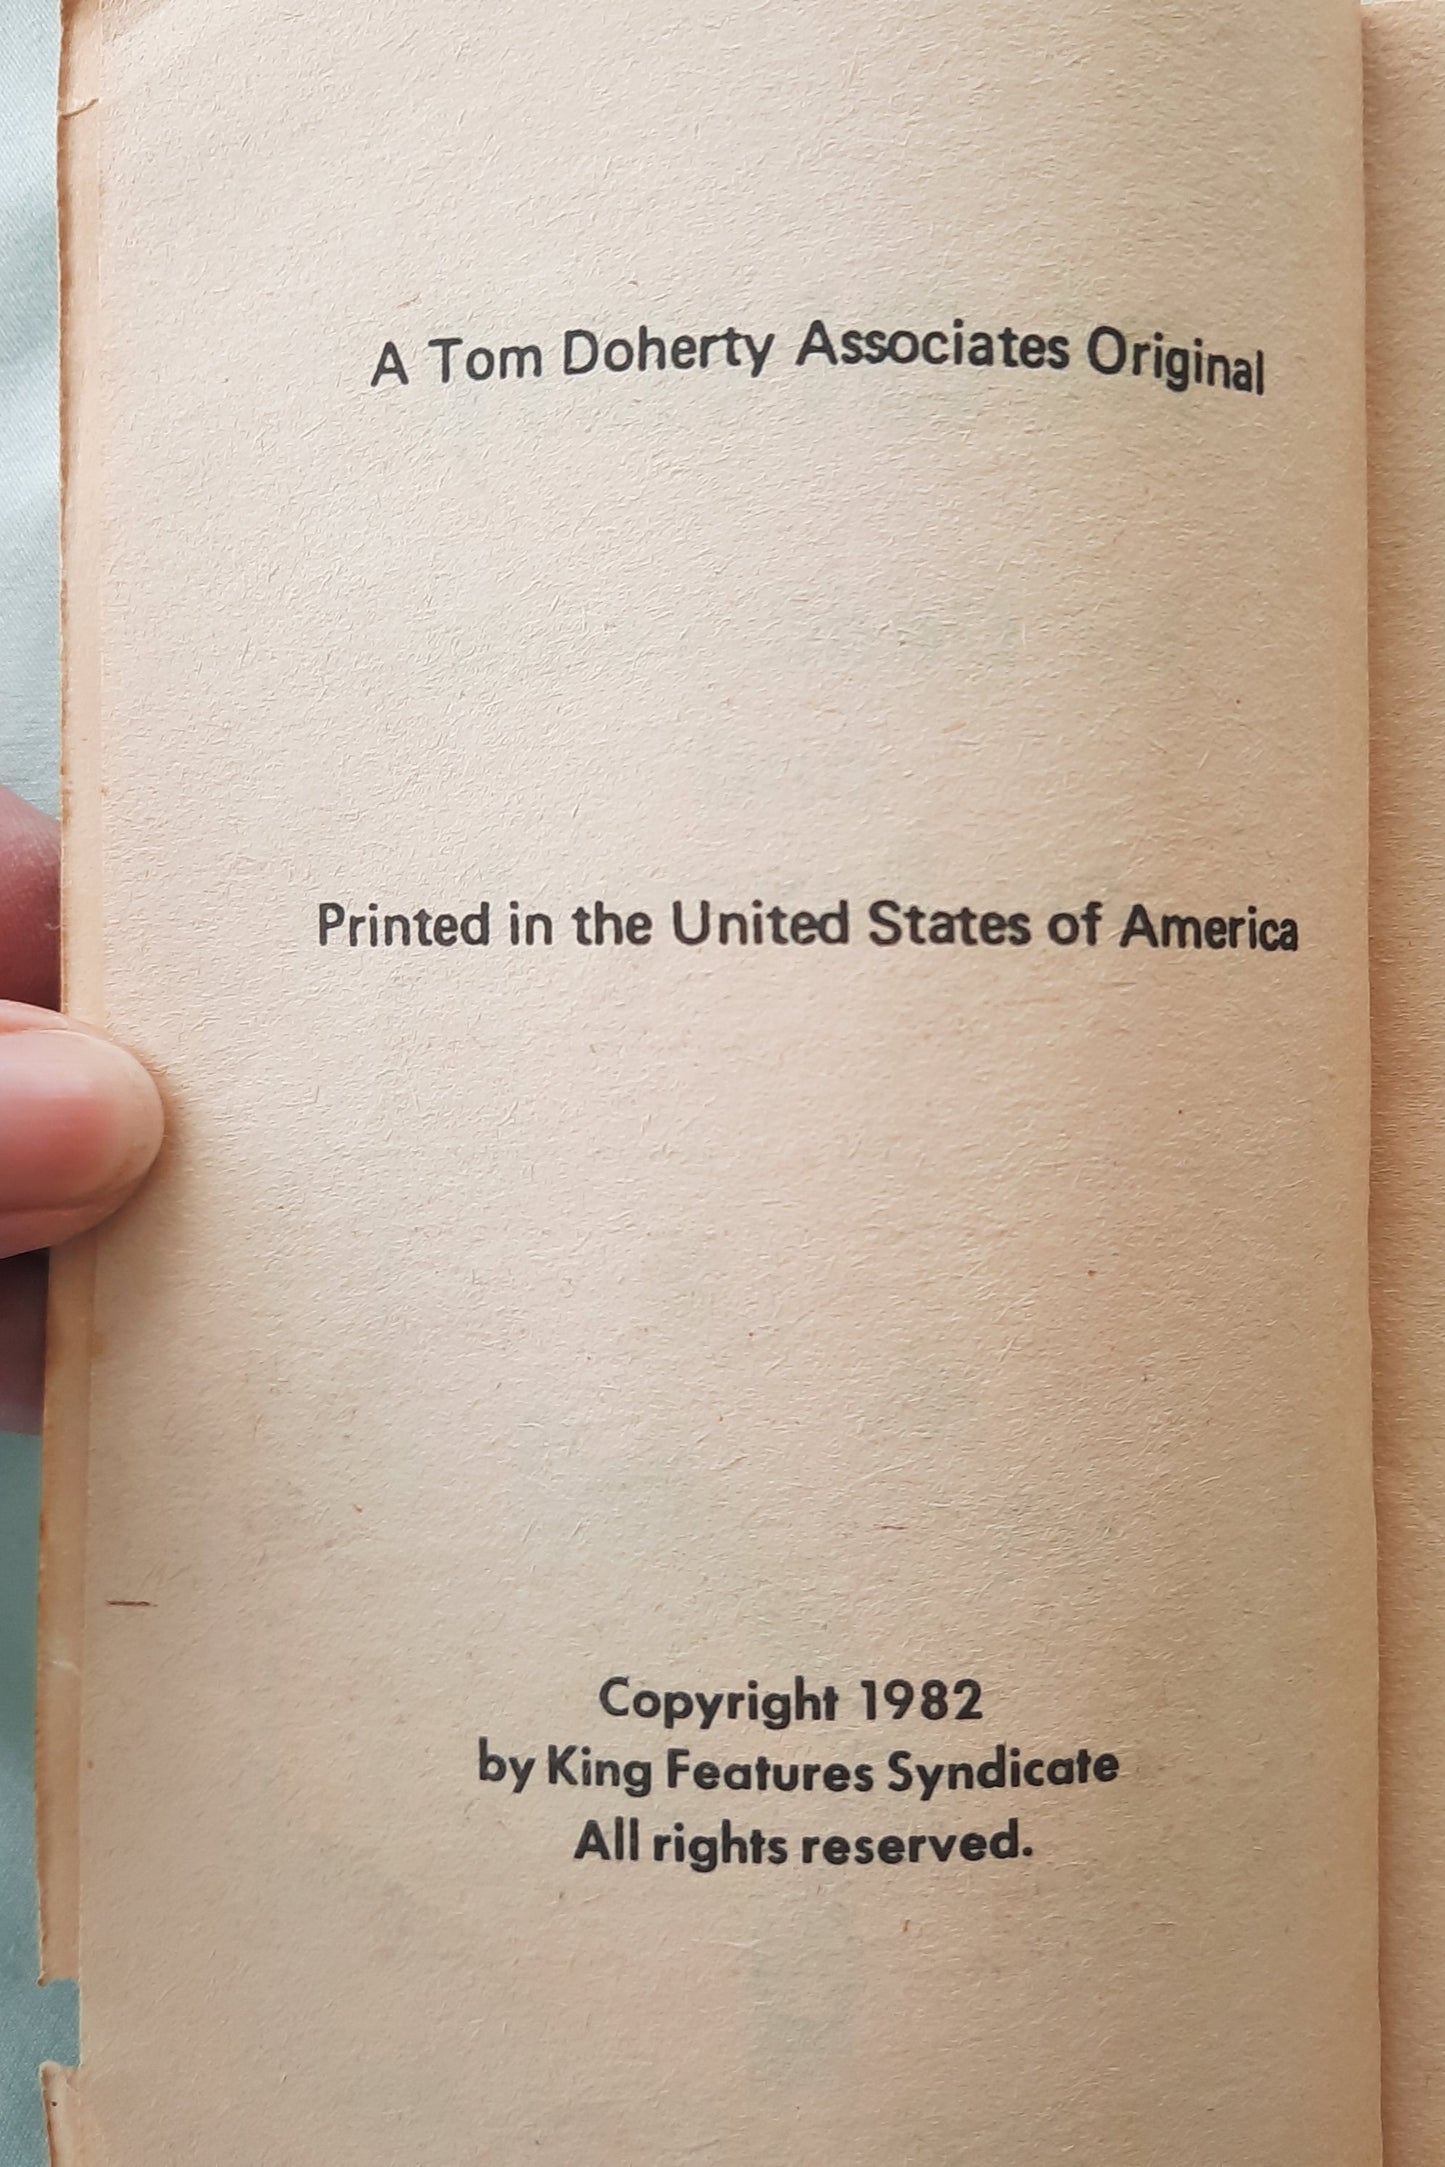 A Tom Doherty Associates Original
Printed in the United States of America
Copyright 1982
by King Features Syndicate
All rights reserved.